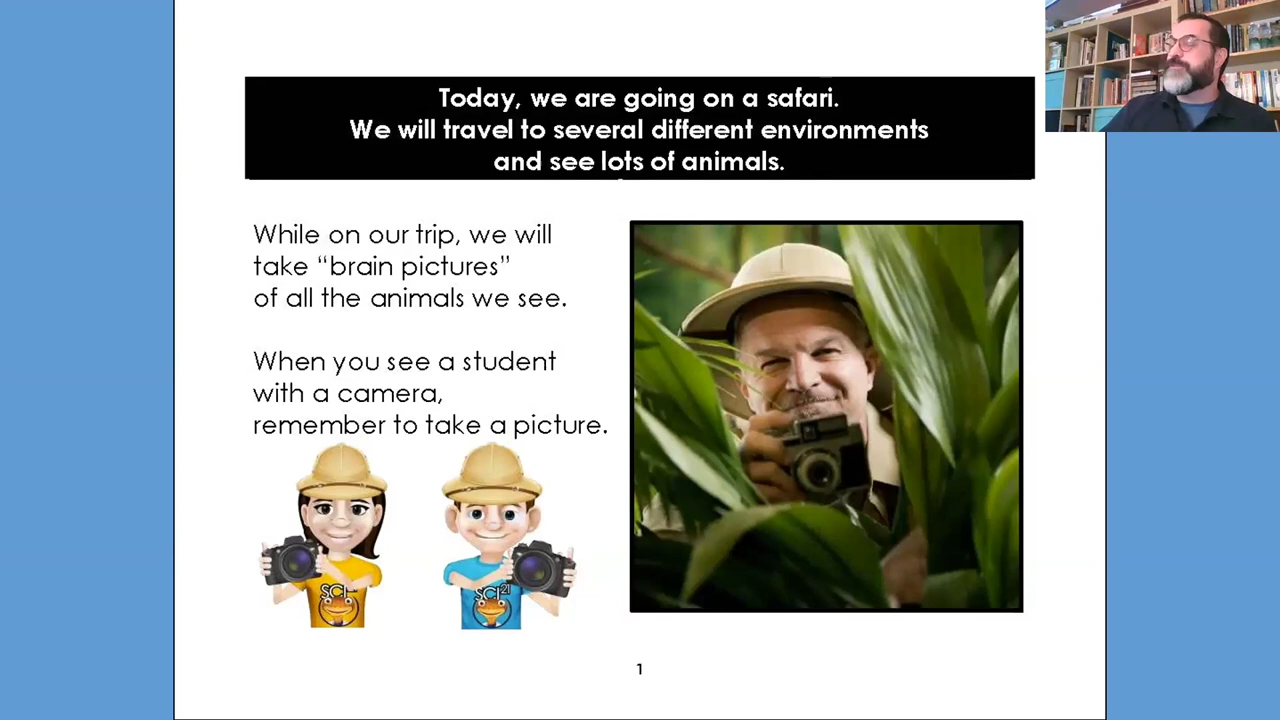 Today, we are going on a safari.
We will travel to several different environments
and see lots of animals.
While on our trip, we will
take “brain pictures”
of all the animals we see.
When you see a student
with a camera,
remember to take a picture.
SCI
SCI21
1